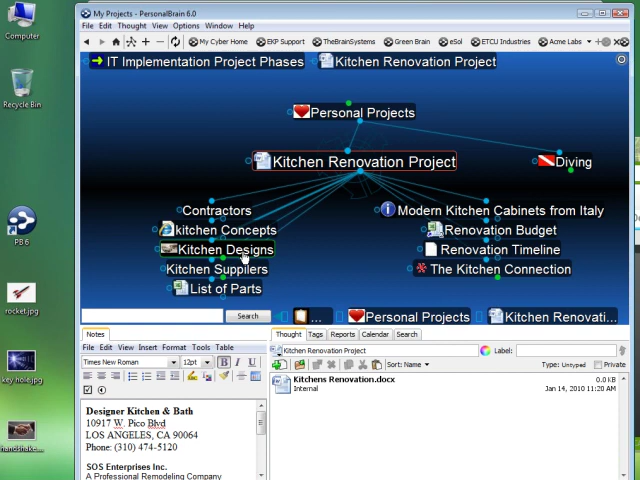 My Projects - PersonalBrain 6.0
File Edit Thought View Options Window Help
My Cyber Home EKP Support TheBrainSystems Green Brain eSol ETCU Industries Acme Labs
IT Implementation Project Phases Kitchen Renovation Project
Personal Projects
Kitchen Renovation Project Diving
Contractors Modern Kitchen Cabinets from Italy
kitchen Concepts Renovation Budget
Kitchen Designs Renovation Timeline
Kitchen Suppilers The Kitchen Connection
List of Parts
Search ... Personal Projects Kitchen Renovati...
Notes Thought Tags Reports Calendar Search
File Edit View Insert Format Tools Table
Kitchen Renovation Project Label:
Times New Roman 12pt B I U
Sort: Name Type: Untyped Private
Kitchens Renovation.docx 0.0 KB
Internal Jan 14, 2010 11:20 AM
Designer Kitchen & Bath
10917 W. Pico Blvd
LOS ANGELES, CA 90064
Phone: (310) 474-5120
SOS Enterprises Inc.
A Professional Remodeling Company
Computer
Recycle Bin
PB 6
rocket.jpg
key hole.jpg
handshake....